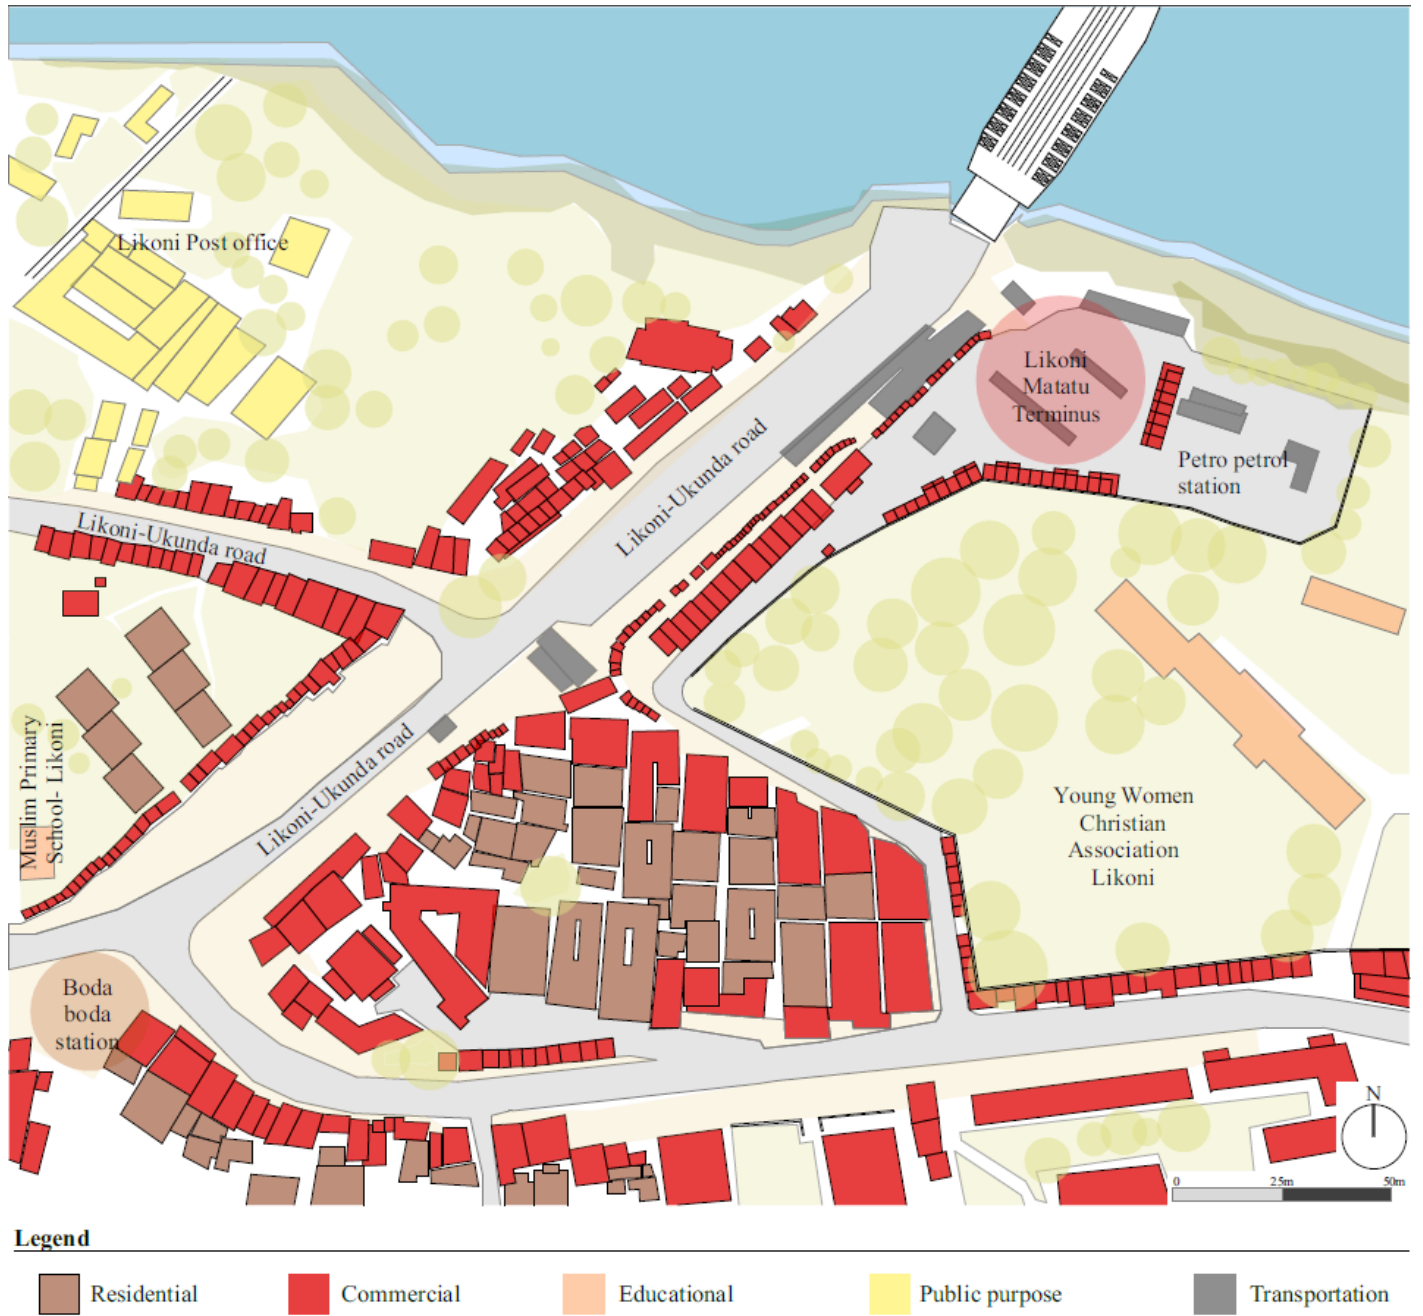 Likoni Post office
Likoni
Matatu
Terminus
Petro petrol
station
Likoni-Ukunda road
Likoni-Ukunda road
Likoni-Ukunda road
Muslim Primary
School- Likoni
Young Women
Christian
Association
Likoni
Boda
boda
station
N
0 25m 50m
Legend
Residential
Commercial
Educational
Public purpose
Transportation